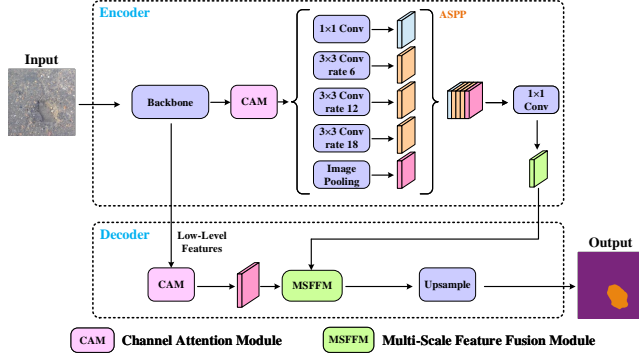 Encoder
Input
Backbone
CAM
1×1 Conv
3×3 Conv
rate 6
3×3 Conv
rate 12
3×3 Conv
rate 18
Image
Pooling
ASPP
1×1
Conv
Decoder
Low-Level
Features
CAM
MSFFM
Upsample
Output
CAM
Channel Attention Module
MSFFM
Multi-Scale Feature Fusion Module